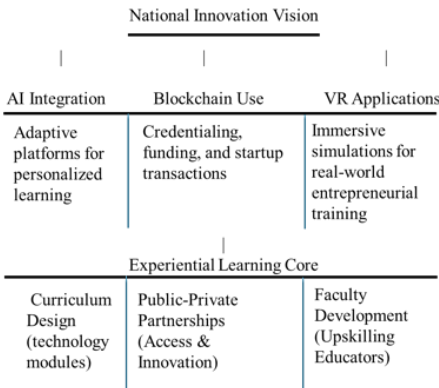 National Innovation Vision
AI Integration
Blockchain Use
VR Applications
Adaptive
platforms for
personalized
learning
Credentialing,
funding, and startup
transactions
Immersive
simulations for
real-world
entrepreneurial
training
Experiential Learning Core
Curriculum
Design
(technology
modules)
Public-Private
Partnerships
(Access &
Innovation)
Faculty
Development
(Upskilling
Educators)